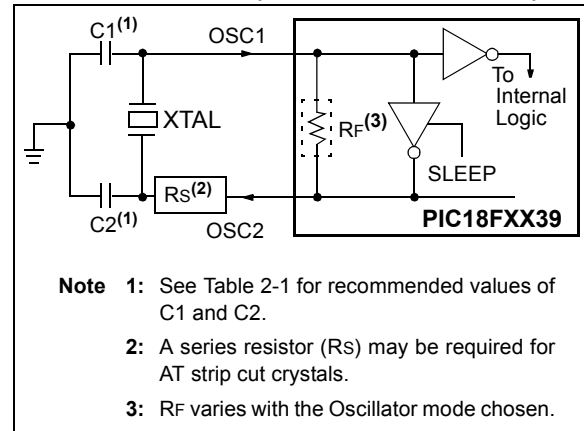 C1(1)
OSC1
To
Internal
Logic
XTAL
RF(3)
SLEEP
C2(1)
RS(2)
OSC2
PIC18FXX39
Note 1: See Table 2-1 for recommended values of
C1 and C2.
2: A series resistor (RS) may be required for
AT strip cut crystals.
3: RF varies with the Oscillator mode chosen.